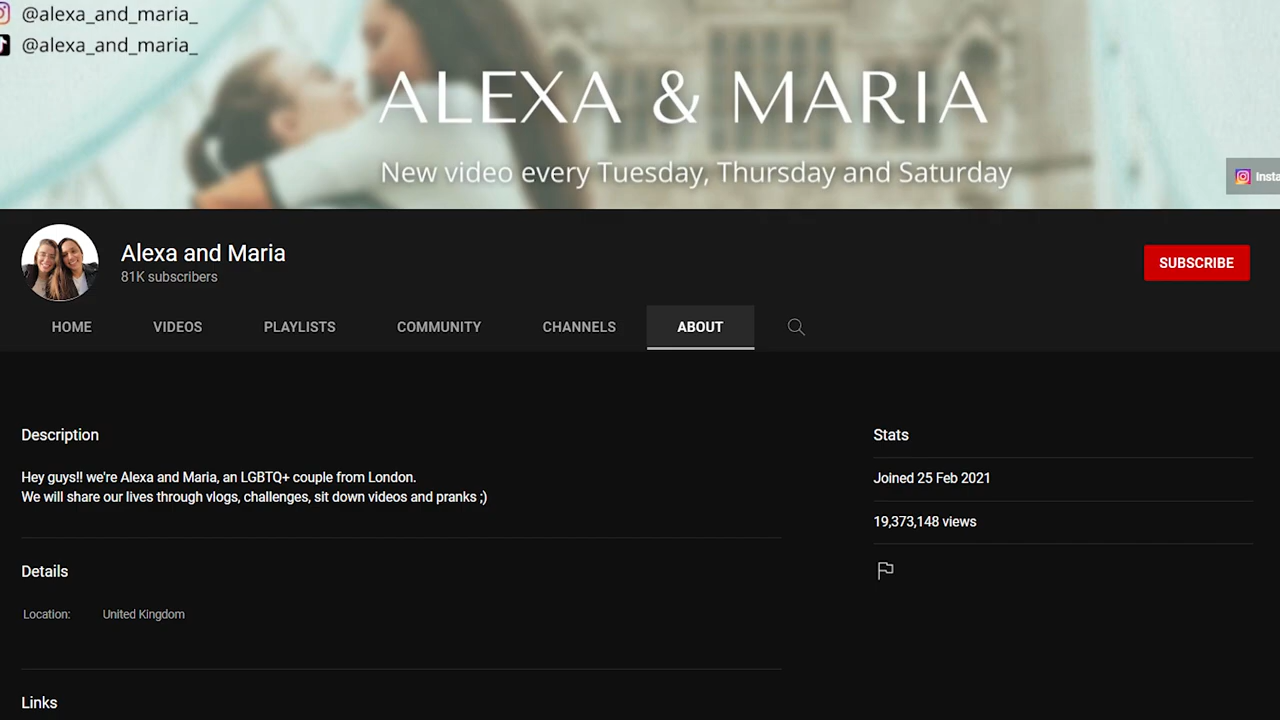 @alexa_and_maria_
@alexa_and_maria_
ALEXA & MARIA
New video every Tuesday, Thursday and Saturday
Insta
Alexa and Maria
81K subscribers
SUBSCRIBE
HOME VIDEOS PLAYLISTS COMMUNITY CHANNELS ABOUT
Description
Hey guys!! we're Alexa and Maria, an LGBTQ+ couple from London.
We will share our lives through vlogs, challenges, sit down videos and pranks ;)
Details
Location: United Kingdom
Links
Stats
Joined 25 Feb 2021
19,373,148 views